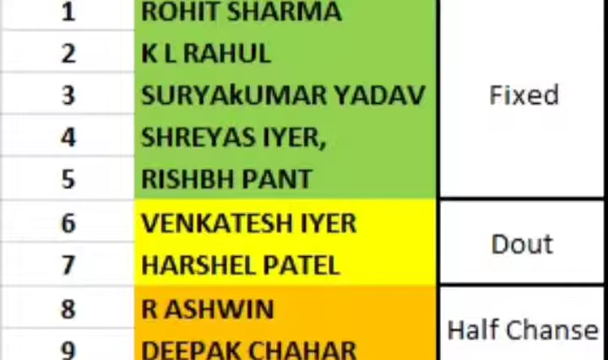 1 ROHIT SHARMA
2 K L RAHUL
3 SURYAkUMAR YADAV Fixed
4 SHREYAS IYER,
5 RISHBH PANT
6 VENKATESH IYER
Dout
7 HARSHEL PATEL
8 R ASHWIN
Half Chanse
9 DEEPAK CHAHAR